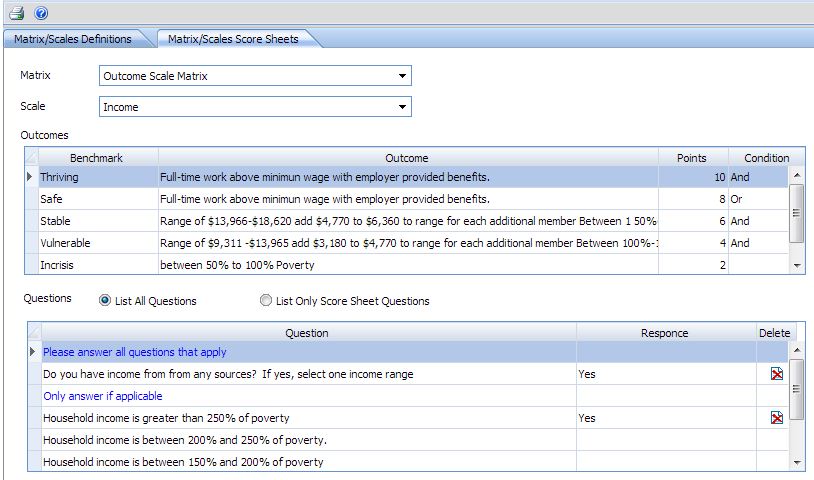 Matrix/Scales Definitions Matrix/Scales Score Sheets
Matrix Outcome Scale Matrix
Scale Income
Outcomes
Benchmark Outcome Points Condition
Thriving Full-time work above minimun wage with employer provided benefits. 10 And
Safe Full-time work above minimun wage with employer provided benefits. 8 Or
Stable Range of $13,966-$18,620 add $4,770 to $6,360 to range for each additional member Between 1 50% 6 And
Vulnerable Range of $9,311 -$13,965 add $3,180 to $4,770 to range for each additional member Between 100%-1 4 And
Incrisis between 50% to 100% Poverty 2
Questions List All Questions List Only Score Sheet Questions
Question Responce Delete
Please answer all questions that apply
Do you have income from from any sources? If yes, select one income range Yes
Only answer if applicable
Household income is greater than 250% of poverty Yes
Household income is between 200% and 250% of poverty.
Household income is between 150% and 200% of poverty